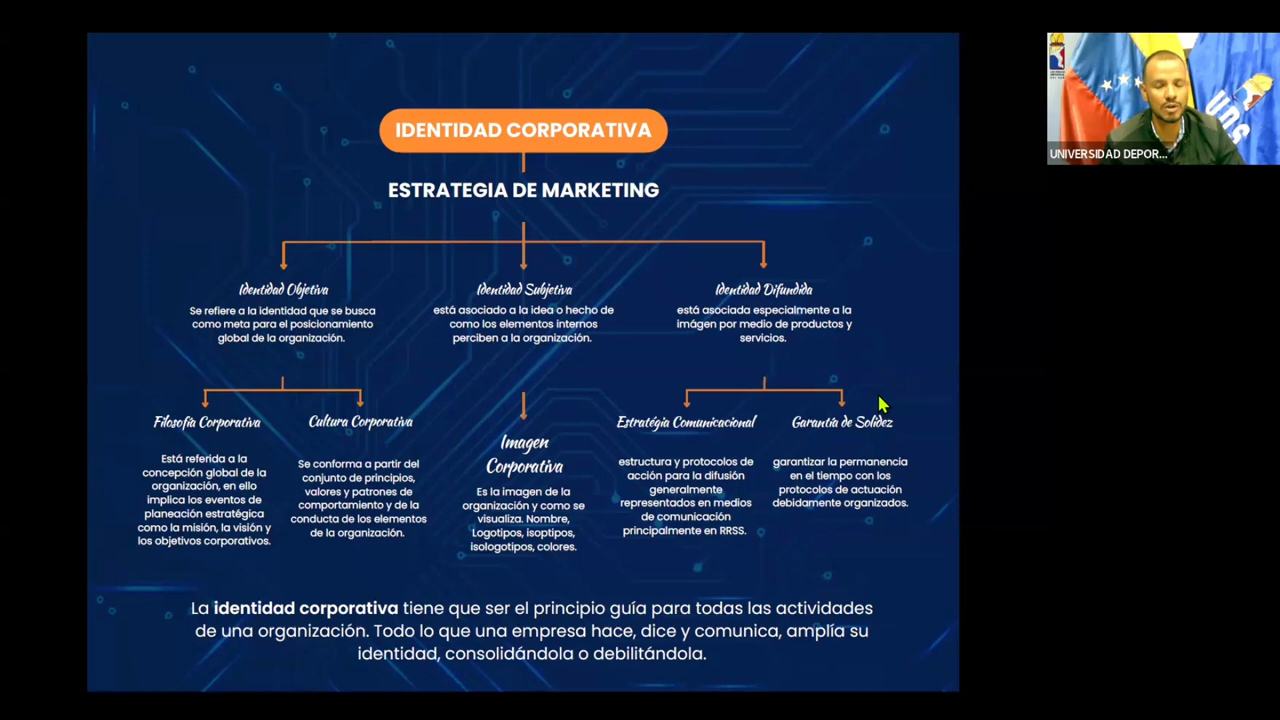 IDENTIDAD CORPORATIVA
ESTRATEGIA DE MARKETING
Identidad Objetiva
Se refiere a la identidad que se busca
como meta para el posicionamiento
global de la organización.
Identidad Subjetiva
está asociado a la idea o hecho de
como los elementos internos
perciben a la organización.
Identidad Difundida
está asociada especialmente a la
imágen por medio de productos y
servicios.
Filosofía Corporativa
Está referida a la
concepción global de la
organización, en ello
implica los eventos de
planeación estratégica
como la misión, la visión y
los objetivos corporativos.
Cultura Corporativa
Se conforma a partir del
conjunto de principios,
valores y patrones de
comportamiento y de la
conducta de los elementos
de la organización.
Imagen
Corporativa
Es la imagen de la
organización y como se
visualiza. Nombre,
Logotipos, isoptipos,
isologotipos, colores.
Estratégia Comunicacional
estructura y protocolos de
acción para la difusión
generalmente
representados en medios
de comunicación
principalmente en RRSS.
Garantía de Solidez
garantizar la permanencia
en el tiempo con los
protocolos de actuación
debidamente organizados.
La identidad corporativa tiene que ser el principio guía para todas las actividades
de una organización. Todo lo que una empresa hace, dice y comunica, amplía su
identidad, consolidándola o debilitándola.
UNIVERSIDAD DEPOR...